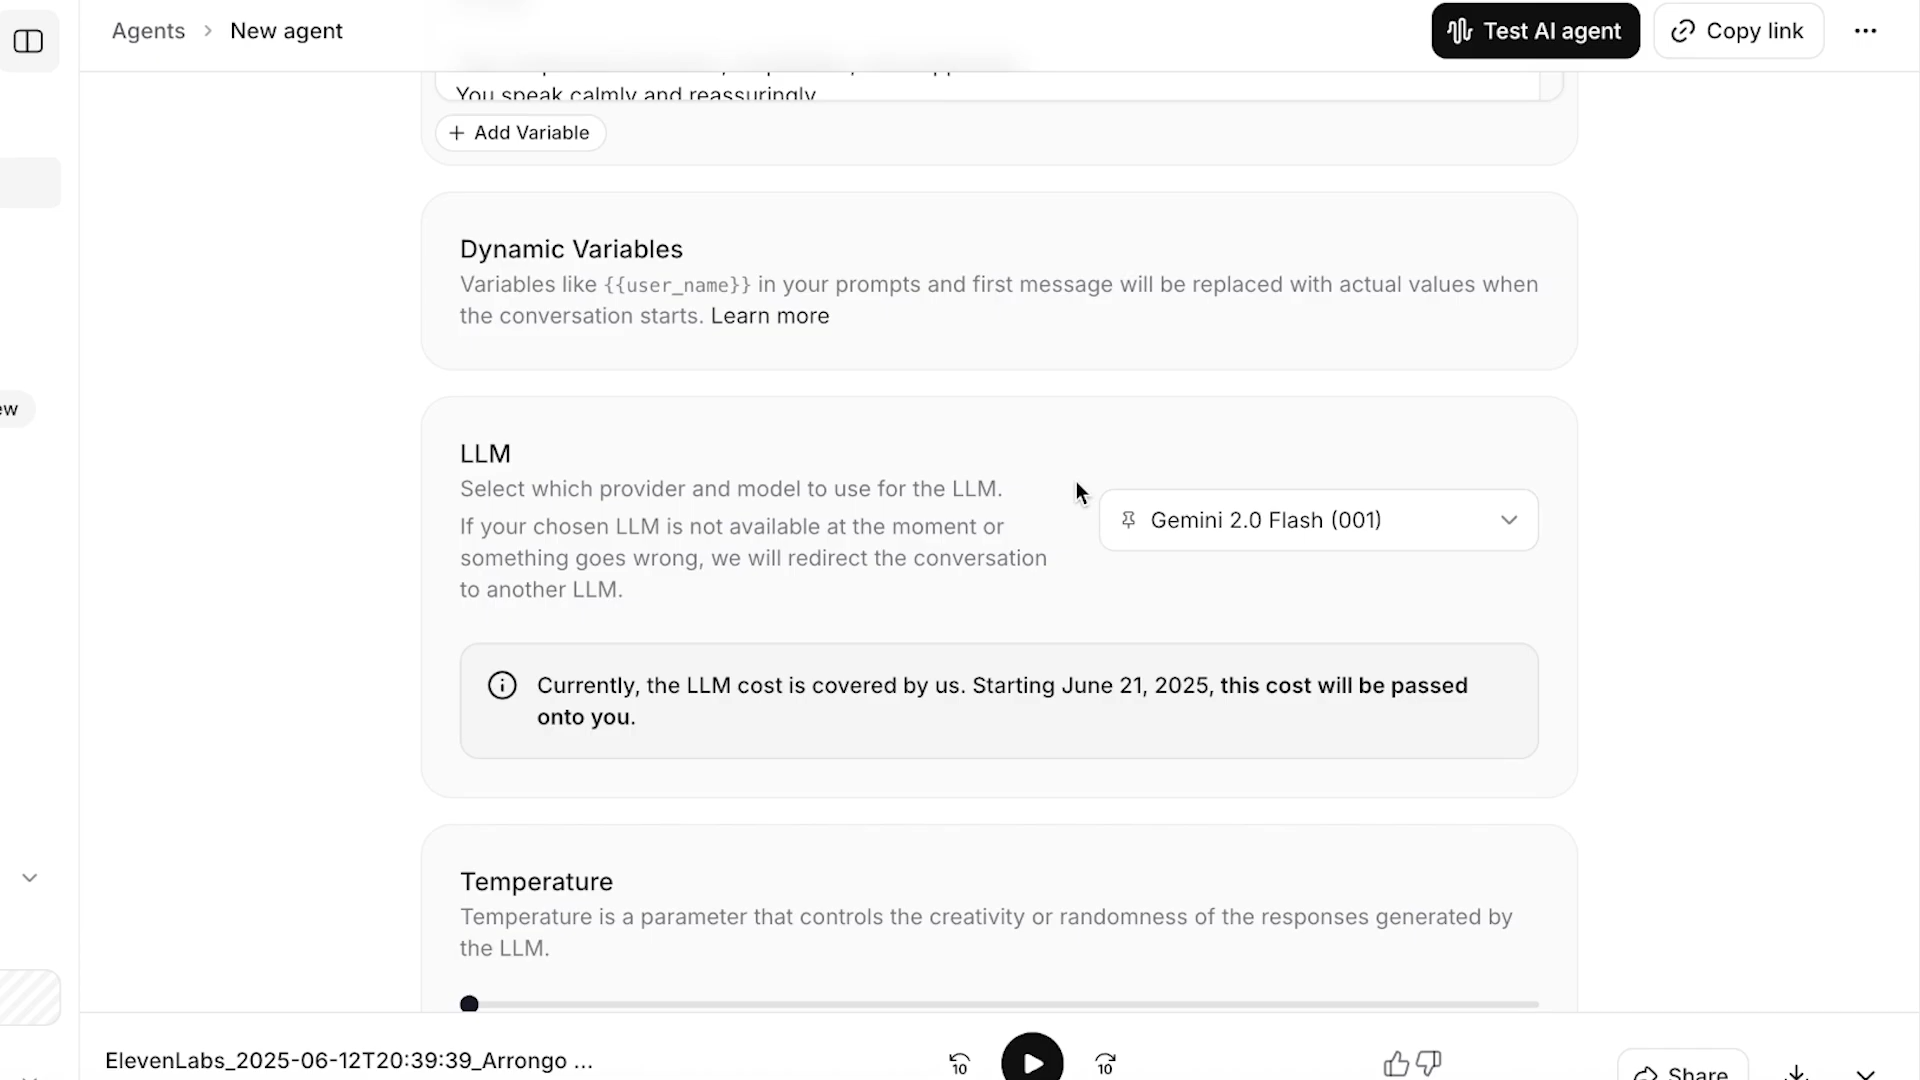 Agents > New agent
Test AI agent
Copy link
You speak calmly and reassuringly
+ Add Variable
Dynamic Variables
Variables like {{user_name}} in your prompts and first message will be replaced with actual values when
the conversation starts. Learn more
ew
LLM
Select which provider and model to use for the LLM.
If your chosen LLM is not available at the moment or
something goes wrong, we will redirect the conversation
to another LLM.
Gemini 2.0 Flash (001)
Currently, the LLM cost is covered by us. Starting June 21, 2025, this cost will be passed
onto you.
Temperature
Temperature is a parameter that controls the creativity or randomness of the responses generated by
the LLM.
ElevenLabs_2025-06-12T20:39:39_Arrongo ...
10
10
Share